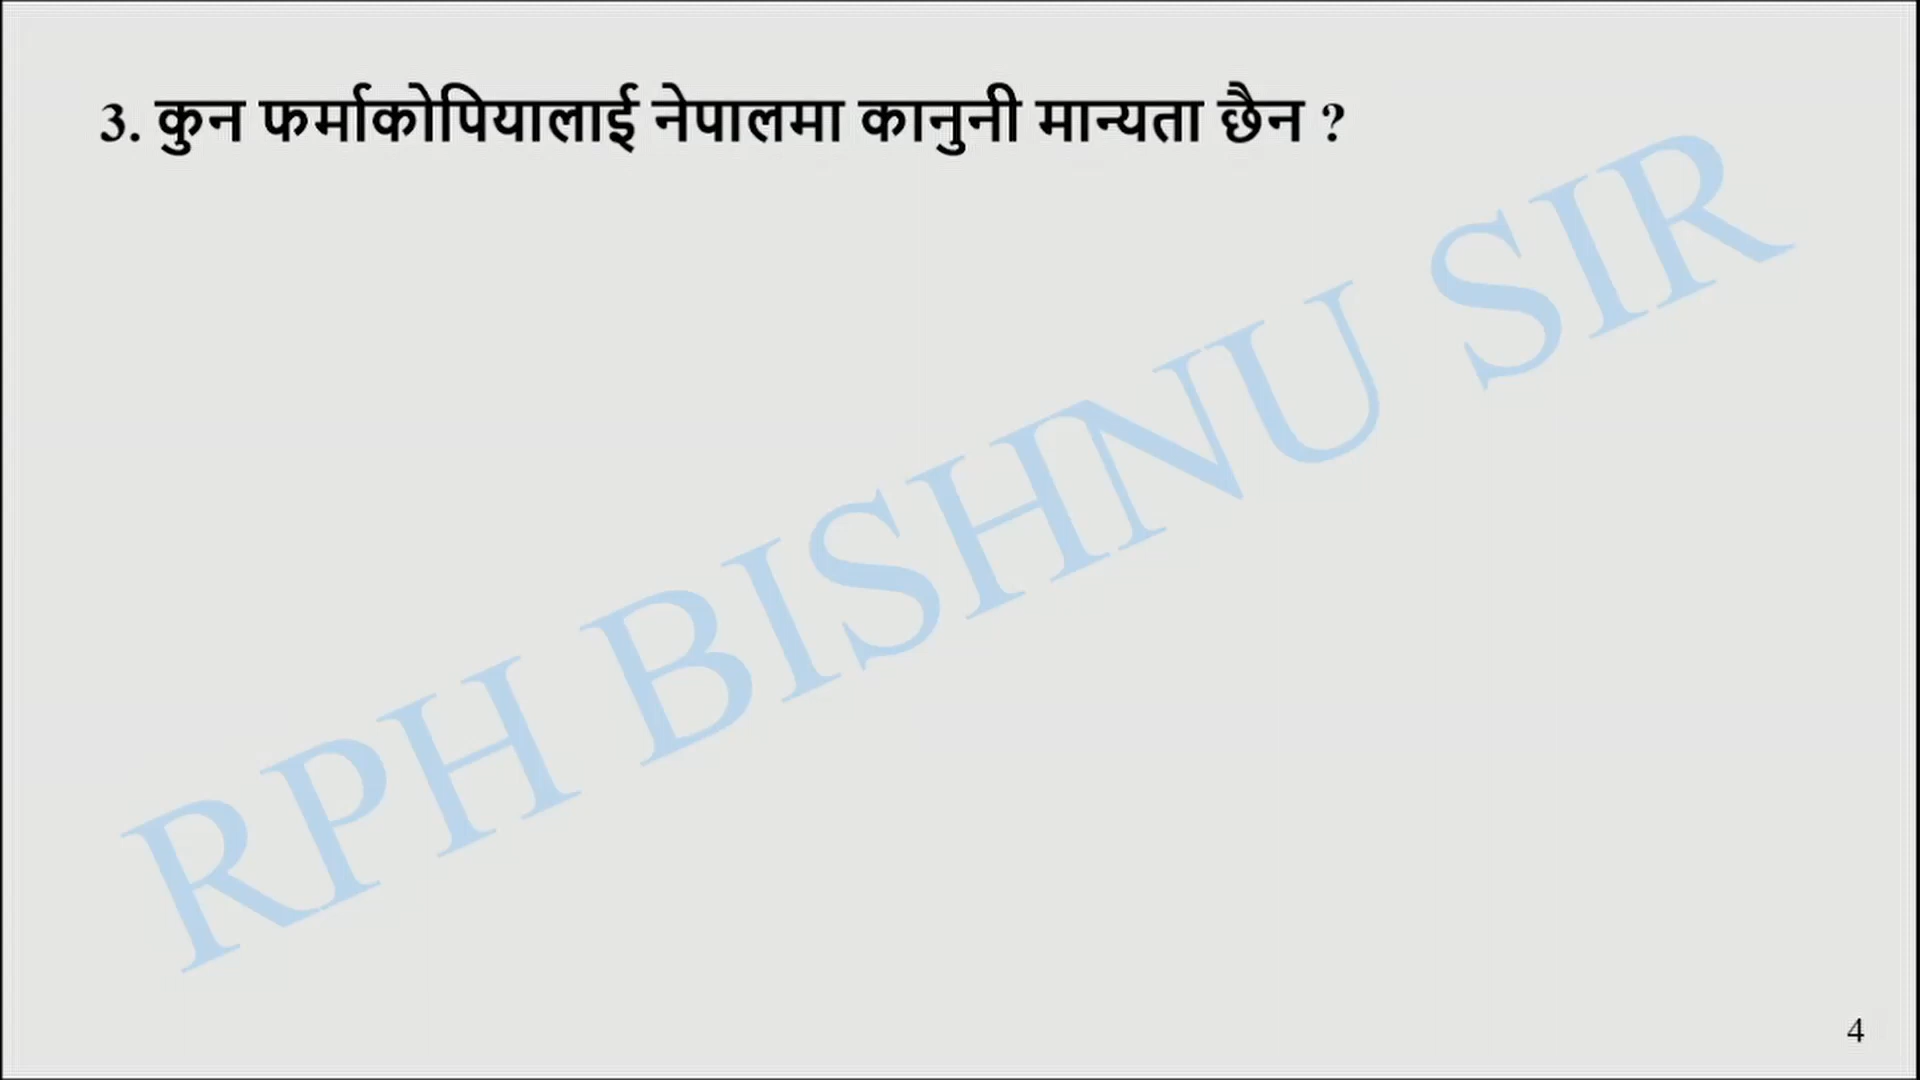 3. कुन फर्माकोपियालाई नेपालमा कानुनी मान्यता छैन ?
RPH BISHNU SIR
4